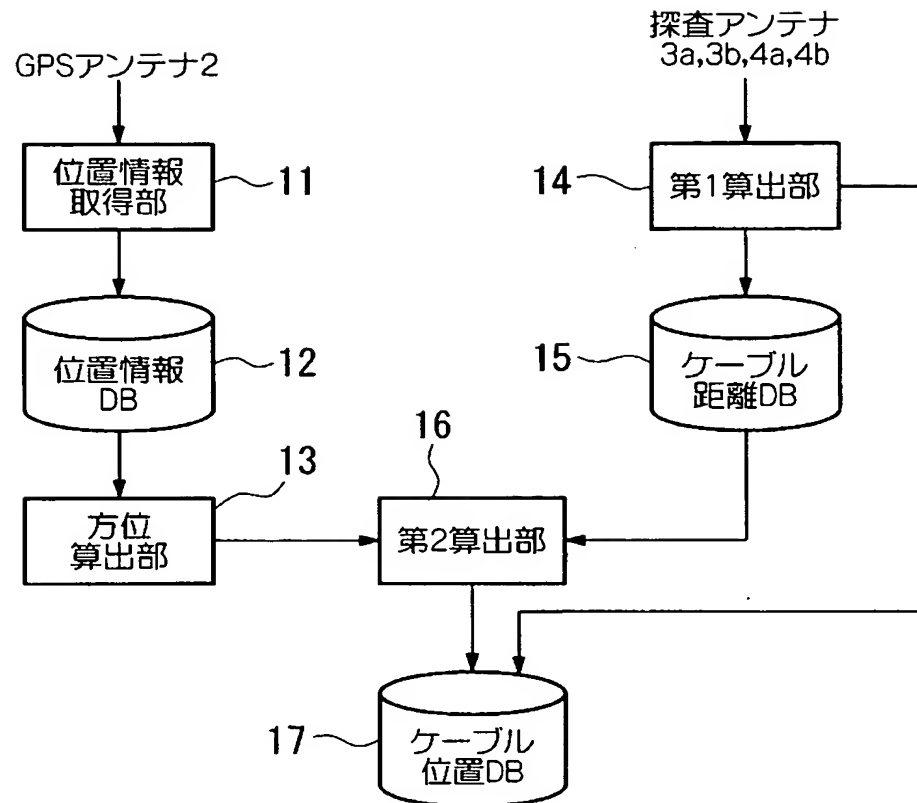 GPSアンテナ2
探査アンテナ
3a,3b,4a,4b
位置情報
取得部
11
14
第1算出部
位置情報
DB
12
15
ケーブル
距離DB
13
16
方位
算出部
第2算出部
17
ケーブル
位置DB